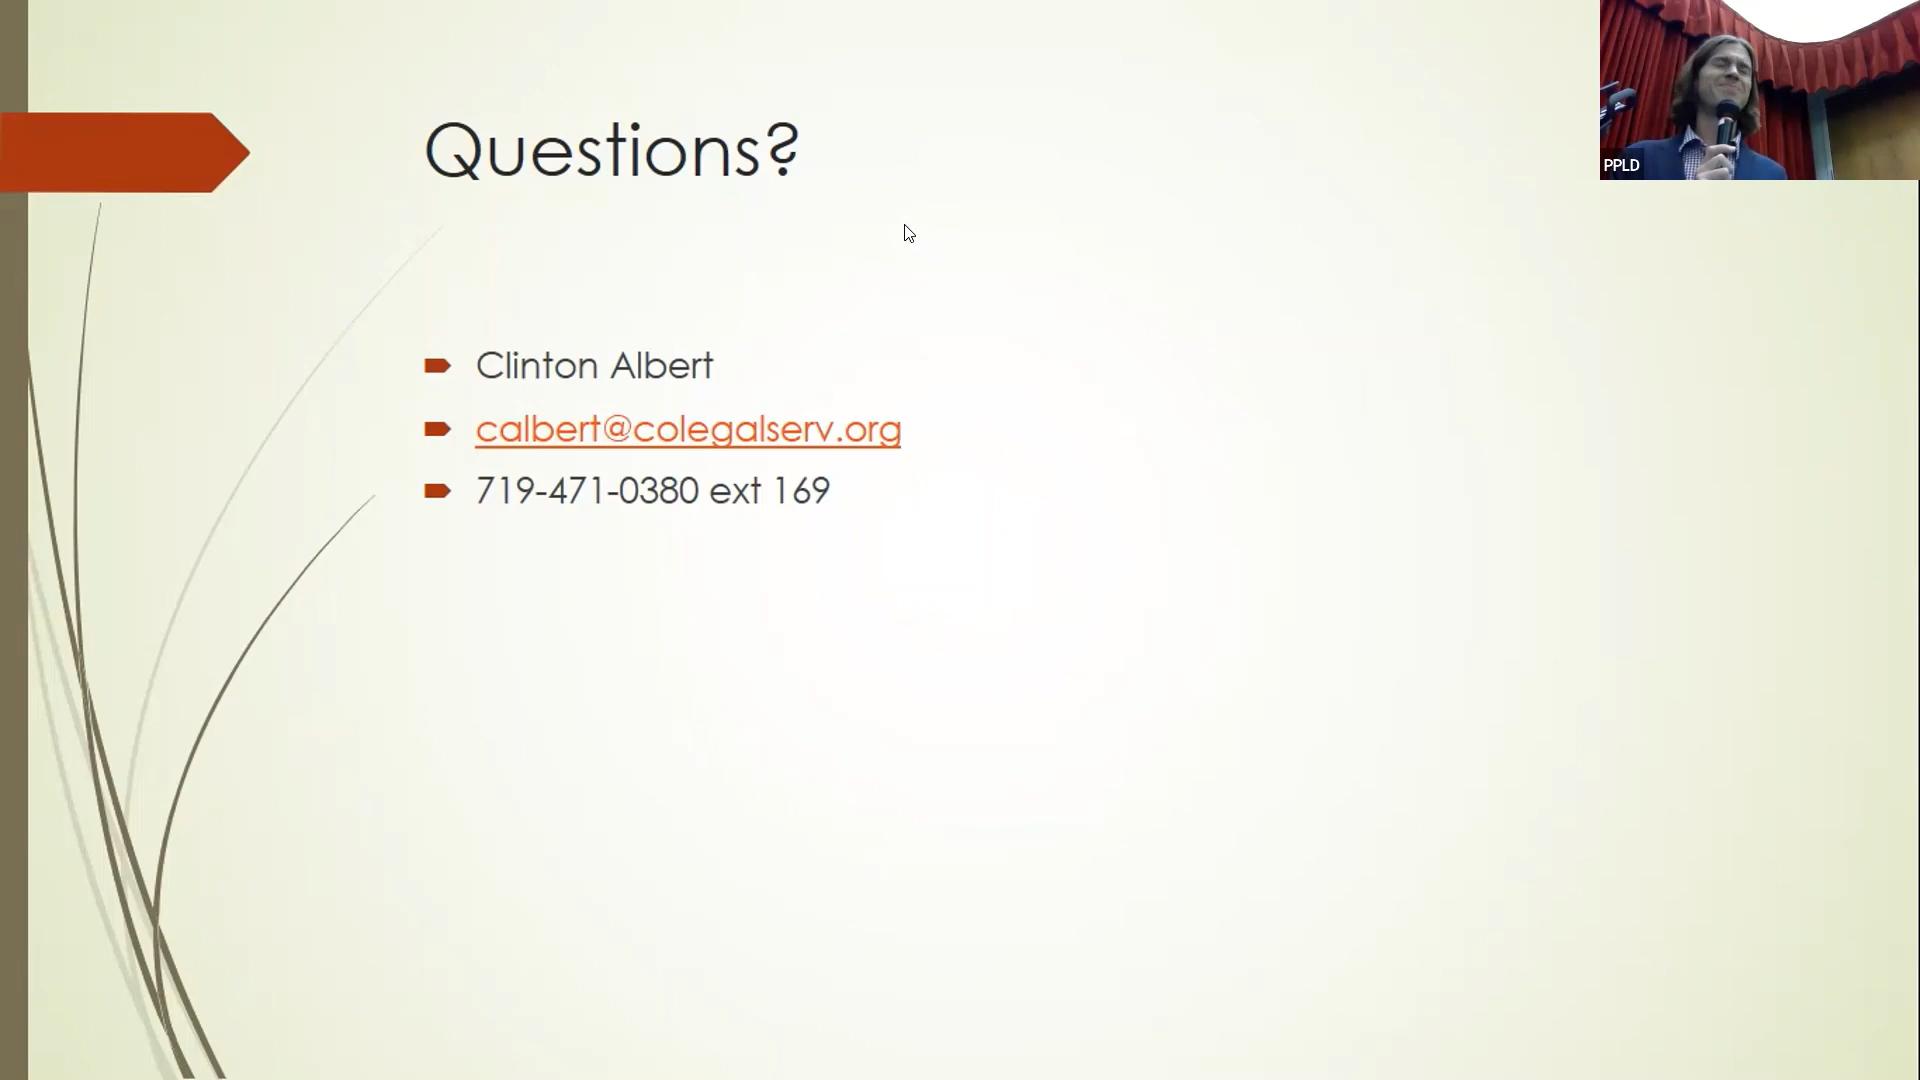 Questions?
PPLD
Clinton Albert
calbert@colegalserv.org
719-471-0380 ext 169